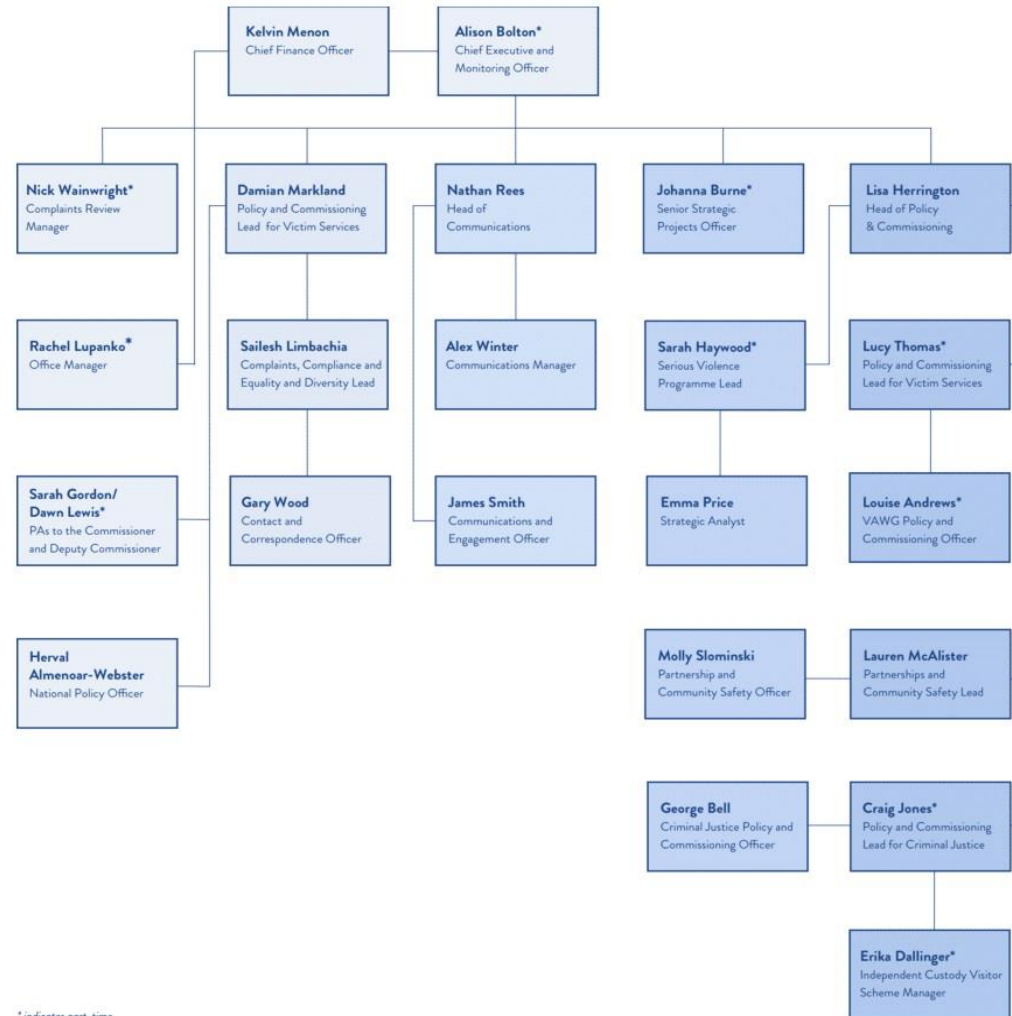 Kelvin Menon
Chief Finance Officer
Alison Bolton*
Chief Executive and
Monitoring Officer
Nick Wainwright*
Complaints Review
Manager
Damian Markland
Policy and Commissioning
Lead for Victim Services
Nathan Rees
Head of
Communications
Johanna Burne*
Senior Strategic
Projects Officer
Lisa Herrington
Head of Policy
& Commissioning
Rachel Lupanko*
Office Manager
Sailesh Limbachia
Complaints, Compliance and
Equality and Diversity Lead
Alex Winter
Communications Manager
Sarah Haywood*
Serious Violence
Programme Lead
Lucy Thomas*
Policy and Commissioning
Lead for Victim Services
Sarah Gordon/
Dawn Lewis*
PAs to the Commissioner
and Deputy Commissioner
Gary Wood
Contact and
Correspondence Officer
James Smith
Communications and
Engagement Officer
Emma Price
Strategic Analyst
Louise Andrews*
VAWG Policy and
Commissioning Officer
Herval
Almenoar-Webster
National Policy Officer
Molly Slominski
Partnership and
Community Safety Officer
Lauren McAlister
Partnerships and
Community Safety Lead
George Bell
Criminal Justice Policy and
Commissioning Officer
Craig Jones*
Policy and Commissioning
Lead for Criminal Justice
Erika Dallinger*
Independent Custody Visitor
Scheme Manager
* indicates part-time